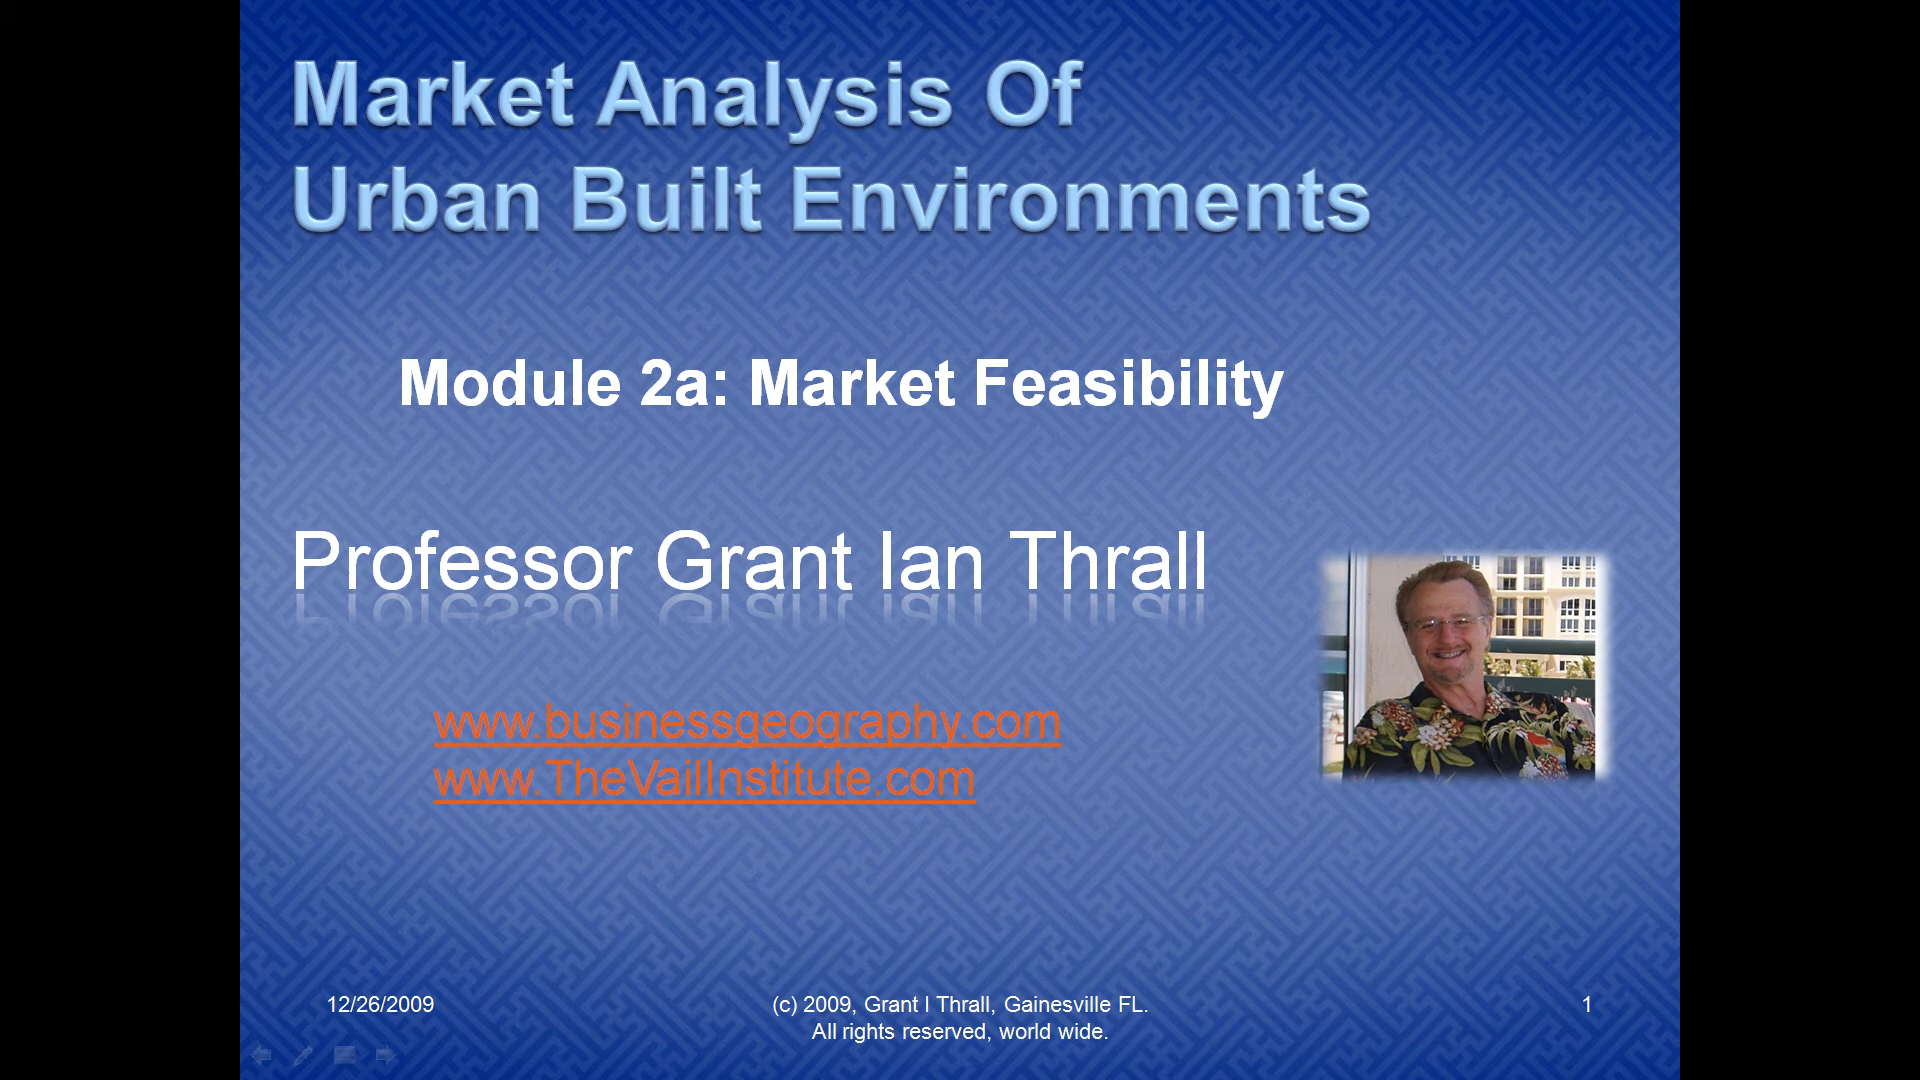 Market Analysis Of
Urban Built Environments
Module 2a: Market Feasibility
Professor Grant Ian Thrall
www.businessgeography.com
www.TheVailInstitute.com
12/26/2009
(c) 2009, Grant I Thrall, Gainesville FL.
All rights reserved, world wide.
1